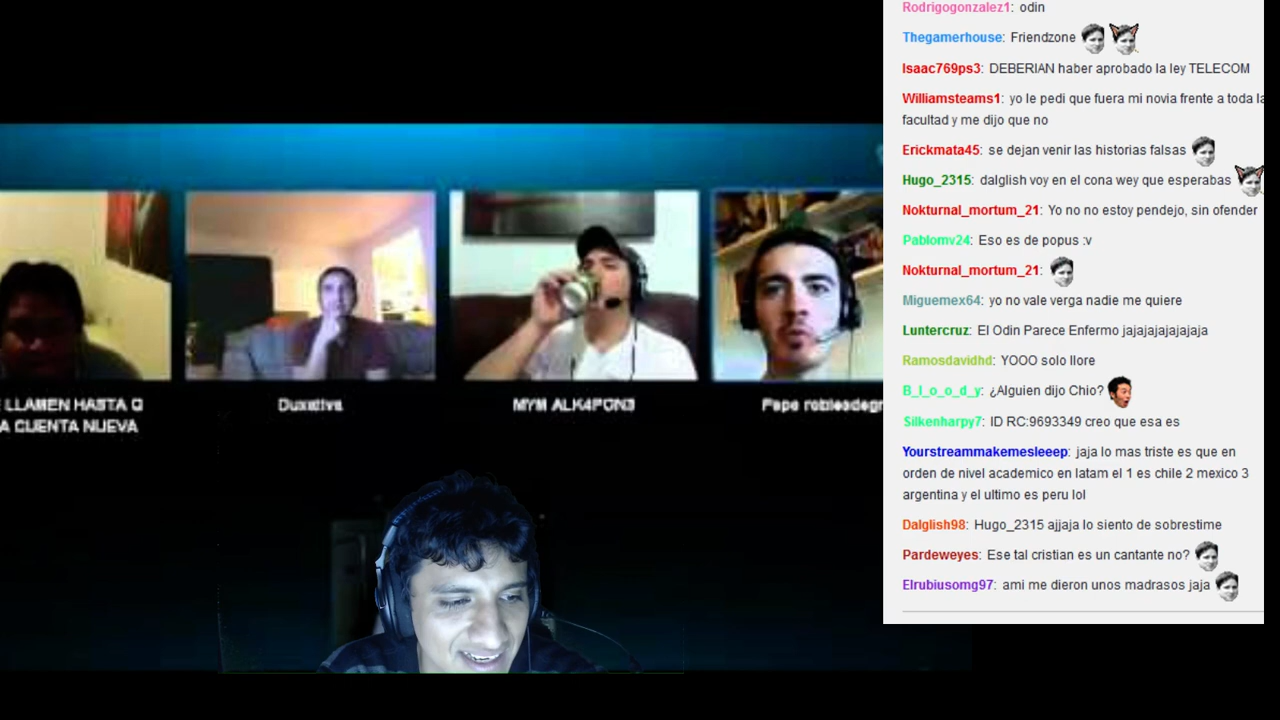 LLAMEN HASTA Q
A CUENTA NUEVA
Duxativa
MYM ALK4PON3
Pepe roblesdegr
Rodrigogonzalez1: odin
Thegamerhouse: Friendzone
Isaac769ps3: DEBERIAN haber aprobado la ley TELECOM
Williamsteams1: yo le pedi que fuera mi novia frente a toda la
facultad y me dijo que no
Erickmata45: se dejan venir las historias falsas
Hugo_2315: dalglish voy en el cona wey que esperabas
Nokturnal_mortum_21: Yo no no estoy pendejo, sin ofender
Pablomv24: Eso es de popus :v
Nokturnal_mortum_21:
Miguemex64: yo no vale verga nadie me quiere
Luntercruz: El Odin Parece Enfermo jajajajajajaja
Ramosdavidhd: YOOO solo llore
B_l_o_o_d_y: ¿Alguien dijo Chio?
Silkenharpy7: ID RC:9693349 creo que esa es
Yourstreammakemesleeep: jaja lo mas triste es que en
orden de nivel academico en latam el 1 es chile 2 mexico 3
argentina y el ultimo es peru lol
Dalglish98: Hugo_2315 ajjaja lo siento de sobrestime
Pardeweyes: Ese tal cristian es un cantante no?
Elrubiusomg97: ami me dieron unos madrasos jaja